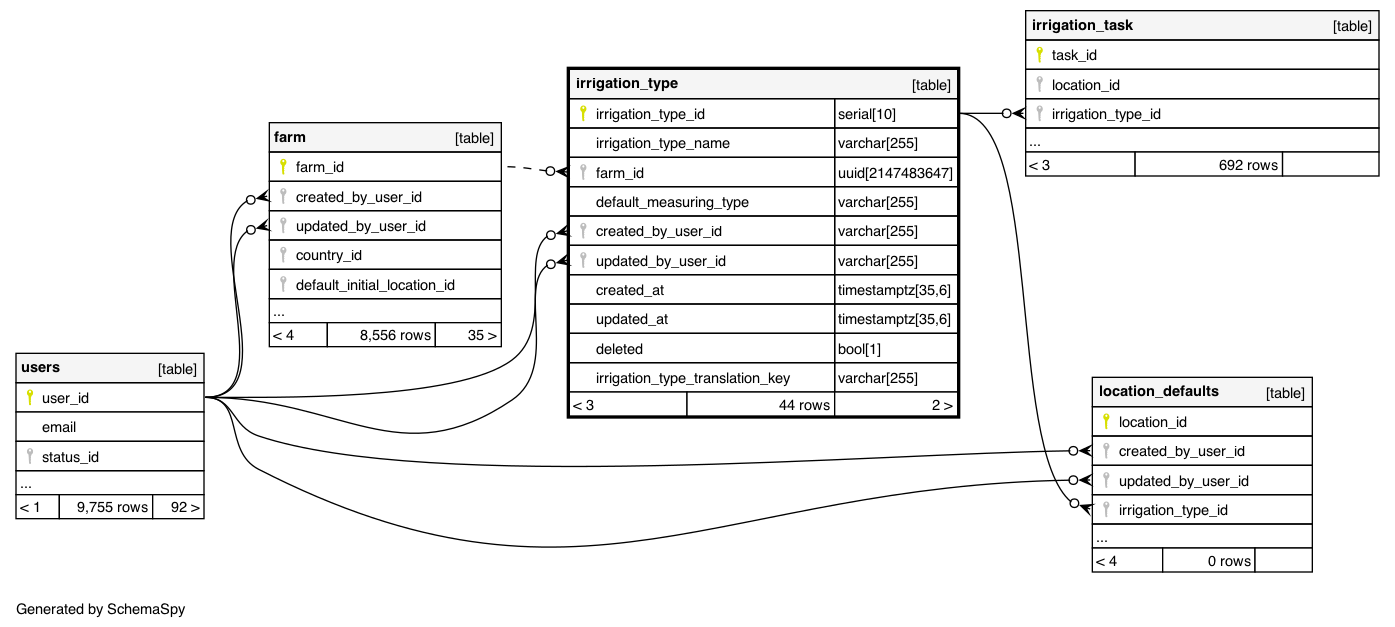 irrigation_task [table]
task_id
location_id
irrigation_type_id
...
< 3 692 rows
irrigation_type [table]
irrigation_type_id serial[10]
irrigation_type_name varchar[255]
farm_id uuid[2147483647]
default_measuring_type varchar[255]
created_by_user_id varchar[255]
updated_by_user_id varchar[255]
created_at timestamptz[35,6]
updated_at timestamptz[35,6]
deleted bool[1]
irrigation_type_translation_key varchar[255]
< 3 44 rows 2 >
farm [table]
farm_id
created_by_user_id
updated_by_user_id
country_id
default_initial_location_id
...
< 4 8,556 rows 35 >
users [table]
user_id
email
status_id
...
< 1 9,755 rows 92 >
location_defaults [table]
location_id
created_by_user_id
updated_by_user_id
irrigation_type_id
...
< 4 0 rows
Generated by SchemaSpy